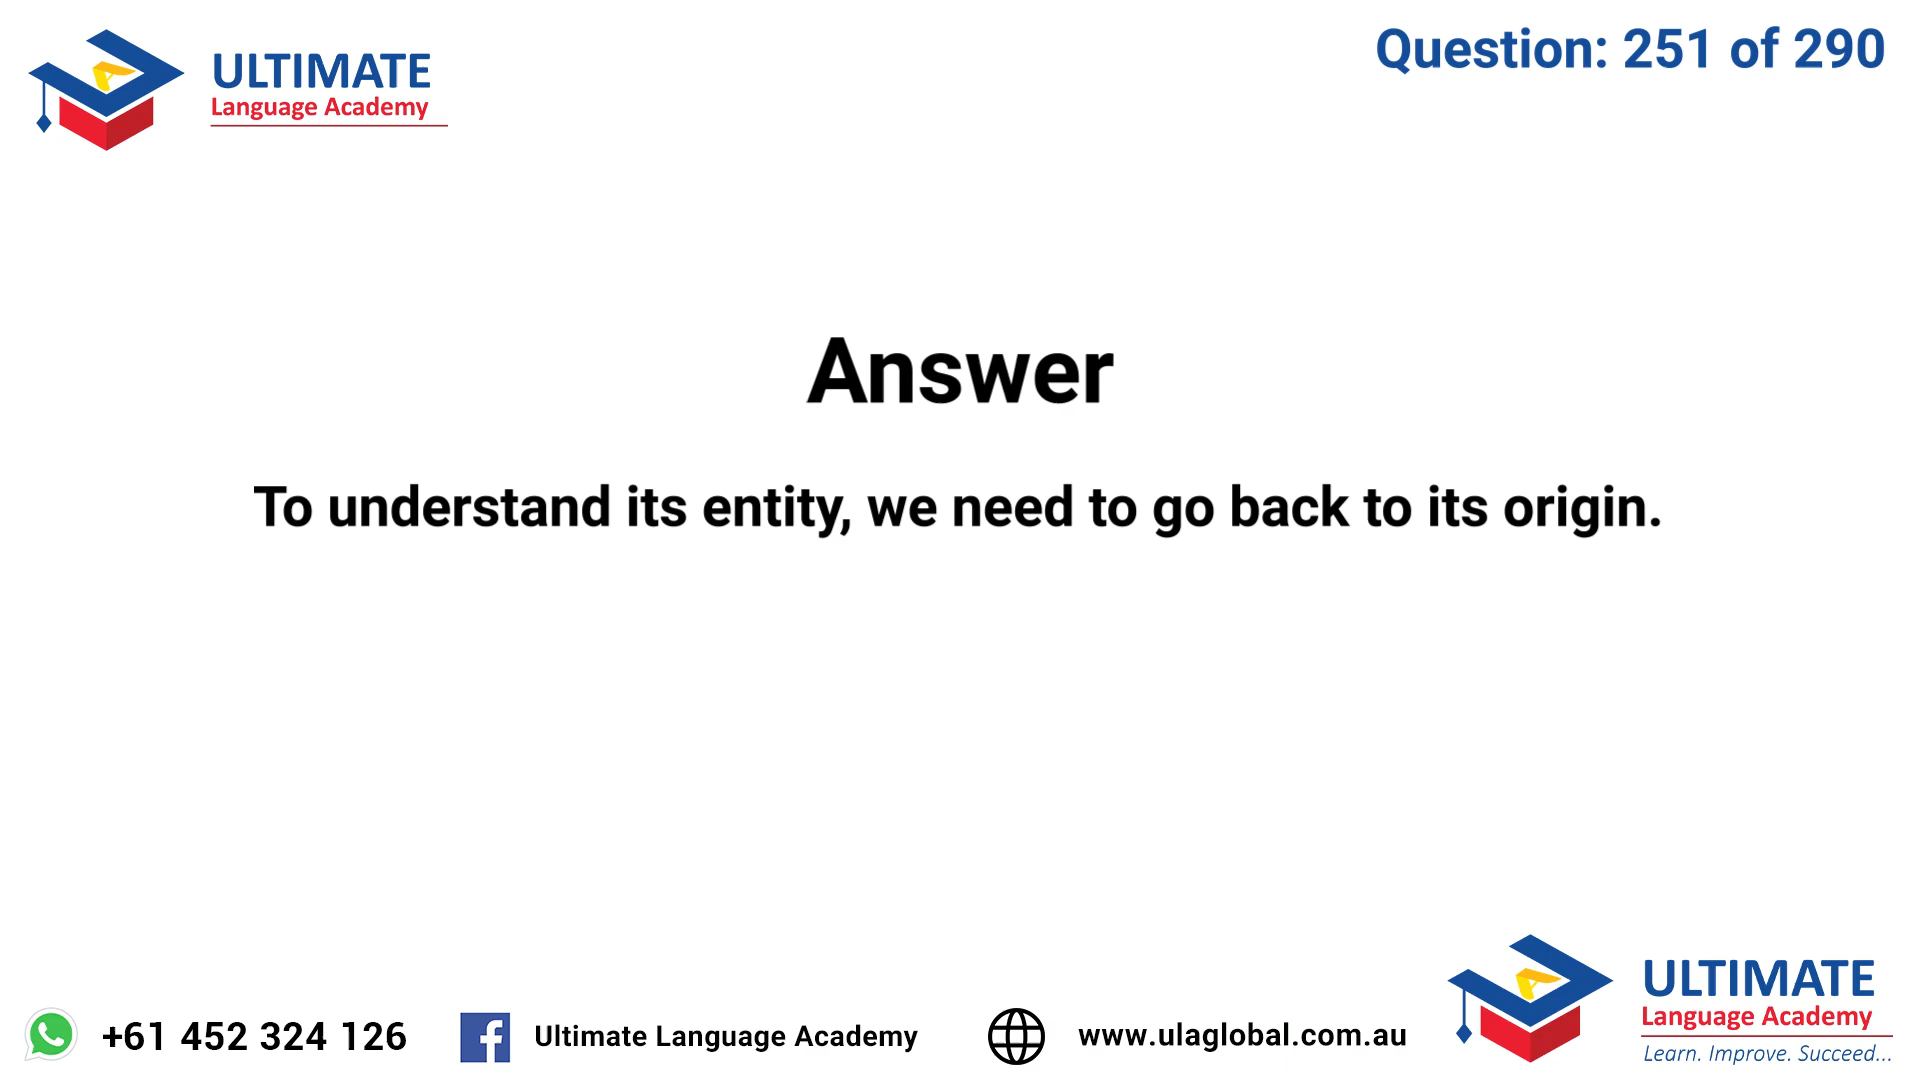 ULTIMATE
Language Academy
Question: 251 of 290
Answer
To understand its entity, we need to go back to its origin.
+61 452 324 126
Ultimate Language Academy
www.ulaglobal.com.au
ULTIMATE
Language Academy
Learn. Improve. Succeed...